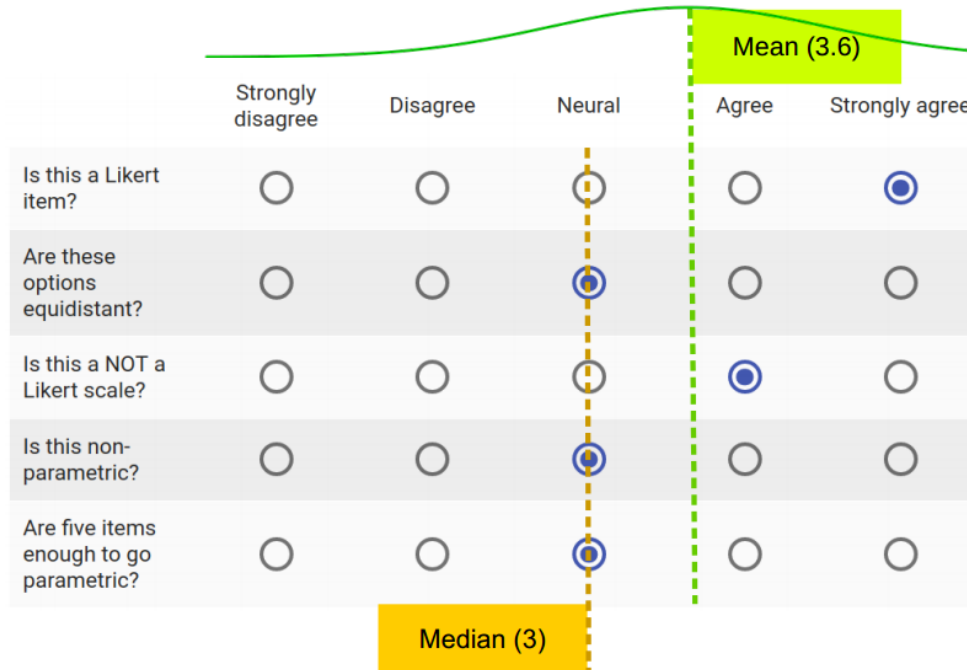 Mean (3.6)
Strongly
disagree
Disagree
Neural
Agree
Strongly agree
Is this a Likert
item?
Are these
options
equidistant?
Is this a NOT a
Likert scale?
Is this non-
parametric?
Are five items
enough to go
parametric?
Median (3)